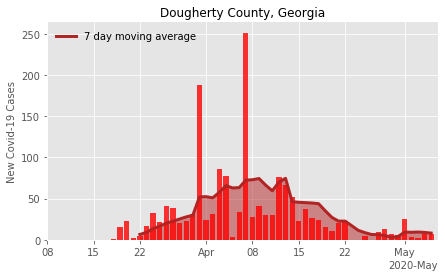 Dougherty County, Georgia
7 day moving average
New Covid-19 Cases
250
200
150
100
50
0
08 15 22 Apr 08 15 22 May
2020-May